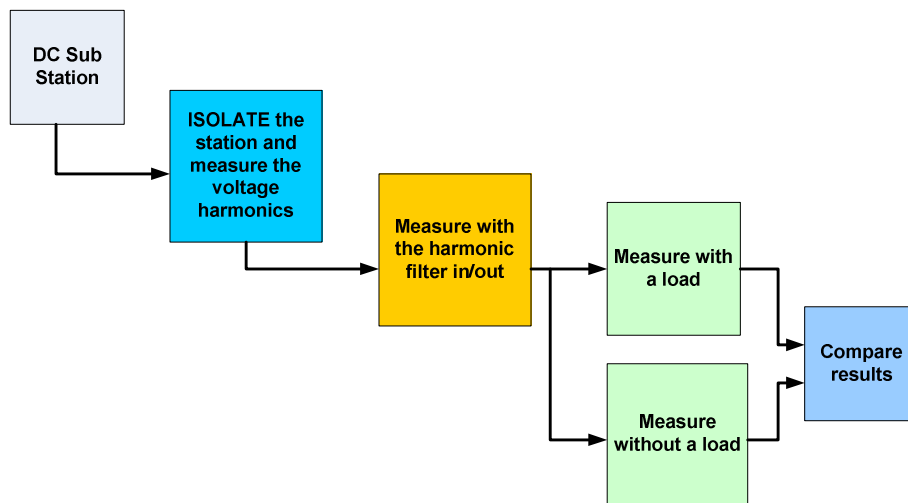 DC Sub
Station
ISOLATE the
station and
measure the
voltage
harmonics
Measure with
the harmonic
filter in/out
Measure with
a load
Measure
without a load
Compare
results